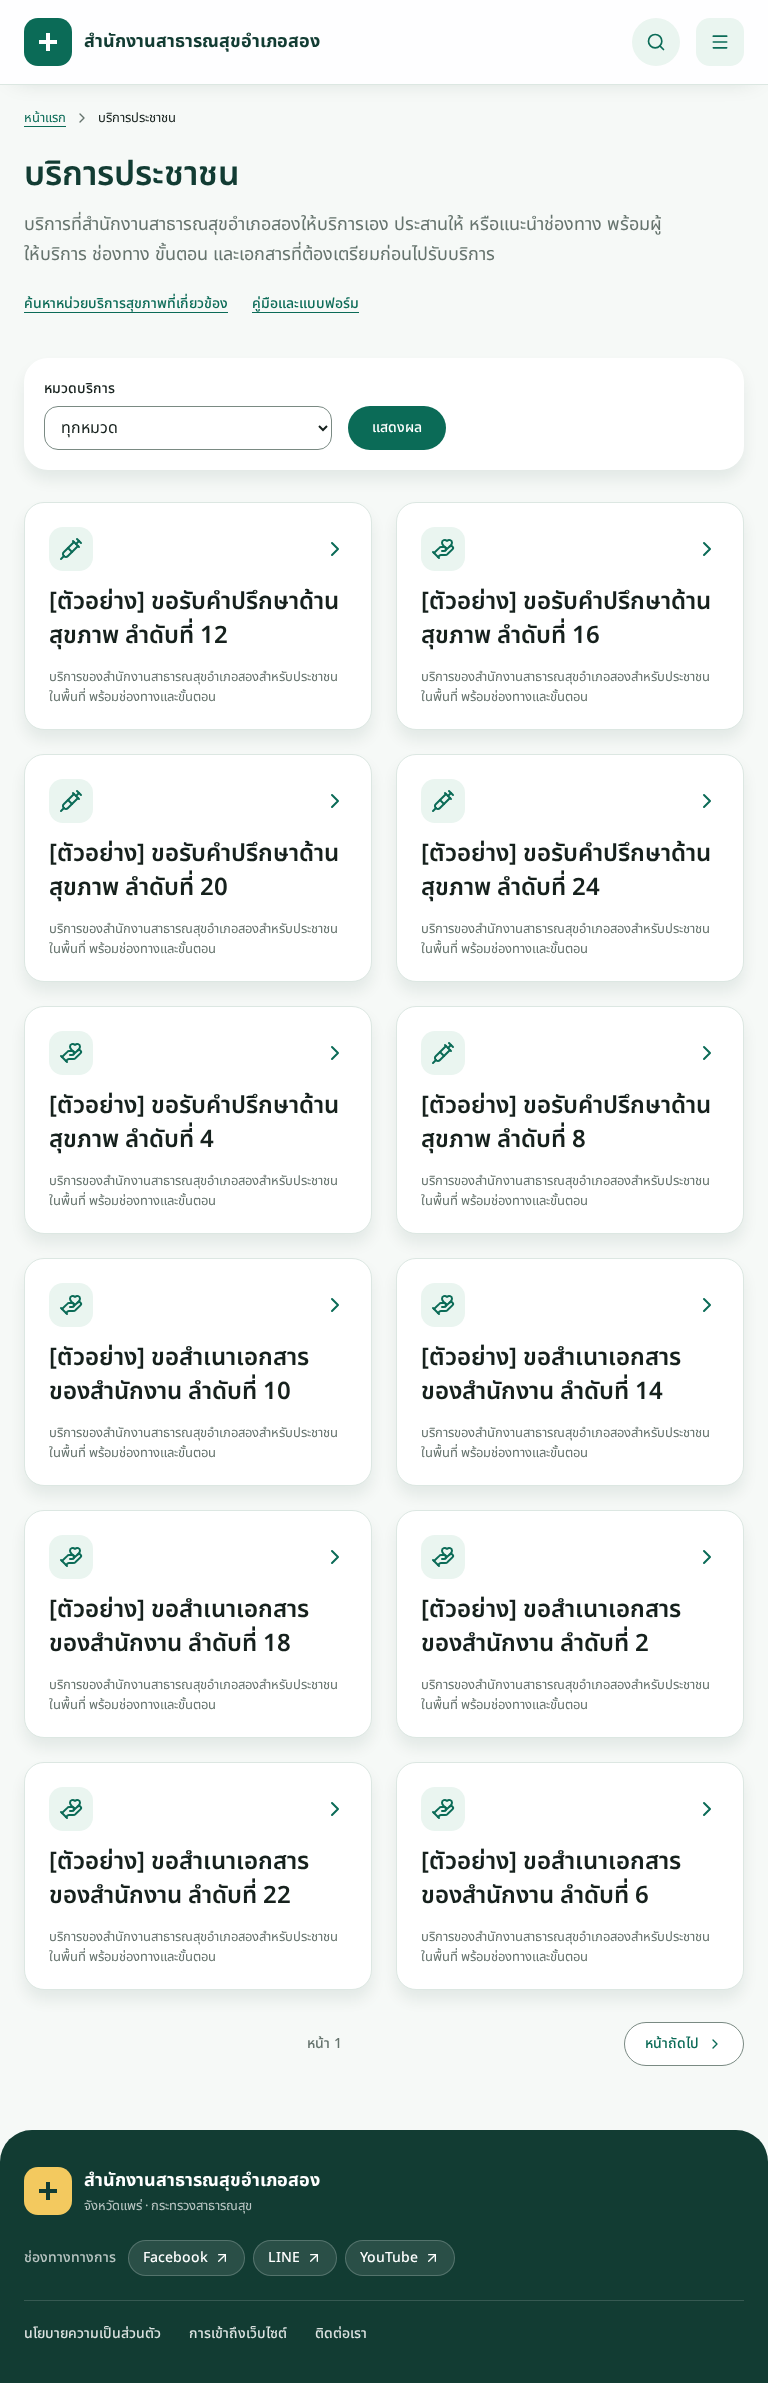 สำนักงานสาธารณสุขอำเภอสอง
หน้าแรก
บริการประชาชน
บริการประชาชน
บริการที่สำนักงานสาธารณสุขอำเภอสองให้บริการเอง ประสานให้ หรือแนะนำช่องทาง พร้อมผู้
ให้บริการ ช่องทาง ขั้นตอน และเอกสารที่ต้องเตรียมก่อนไปรับบริการ
ค้นหาหน่วยบริการสุขภาพที่เกี่ยวข้อง
คู่มือและแบบฟอร์ม
หมวดบริการ
ทุกหมวด
แสดงผล
[ตัวอย่าง] ขอรับคำปรึกษาด้าน
สุขภาพ ลำดับที่ 12
บริการของสำนักงานสาธารณสุขอำเภอสองสำหรับประชาชน
ในพื้นที่ พร้อมช่องทางและขั้นตอน
[ตัวอย่าง] ขอรับคำปรึกษาด้าน
สุขภาพ ลำดับที่ 16
บริการของสำนักงานสาธารณสุขอำเภอสองสำหรับประชาชน
ในพื้นที่ พร้อมช่องทางและขั้นตอน
[ตัวอย่าง] ขอรับคำปรึกษาด้าน
สุขภาพ ลำดับที่ 20
บริการของสำนักงานสาธารณสุขอำเภอสองสำหรับประชาชน
ในพื้นที่ พร้อมช่องทางและขั้นตอน
[ตัวอย่าง] ขอรับคำปรึกษาด้าน
สุขภาพ ลำดับที่ 24
บริการของสำนักงานสาธารณสุขอำเภอสองสำหรับประชาชน
ในพื้นที่ พร้อมช่องทางและขั้นตอน
[ตัวอย่าง] ขอรับคำปรึกษาด้าน
สุขภาพ ลำดับที่ 4
บริการของสำนักงานสาธารณสุขอำเภอสองสำหรับประชาชน
ในพื้นที่ พร้อมช่องทางและขั้นตอน
[ตัวอย่าง] ขอรับคำปรึกษาด้าน
สุขภาพ ลำดับที่ 8
บริการของสำนักงานสาธารณสุขอำเภอสองสำหรับประชาชน
ในพื้นที่ พร้อมช่องทางและขั้นตอน
[ตัวอย่าง] ขอสำเนาเอกสาร
ของสำนักงาน ลำดับที่ 10
บริการของสำนักงานสาธารณสุขอำเภอสองสำหรับประชาชน
ในพื้นที่ พร้อมช่องทางและขั้นตอน
[ตัวอย่าง] ขอสำเนาเอกสาร
ของสำนักงาน ลำดับที่ 14
บริการของสำนักงานสาธารณสุขอำเภอสองสำหรับประชาชน
ในพื้นที่ พร้อมช่องทางและขั้นตอน
[ตัวอย่าง] ขอสำเนาเอกสาร
ของสำนักงาน ลำดับที่ 18
บริการของสำนักงานสาธารณสุขอำเภอสองสำหรับประชาชน
ในพื้นที่ พร้อมช่องทางและขั้นตอน
[ตัวอย่าง] ขอสำเนาเอกสาร
ของสำนักงาน ลำดับที่ 2
บริการของสำนักงานสาธารณสุขอำเภอสองสำหรับประชาชน
ในพื้นที่ พร้อมช่องทางและขั้นตอน
[ตัวอย่าง] ขอสำเนาเอกสาร
ของสำนักงาน ลำดับที่ 22
บริการของสำนักงานสาธารณสุขอำเภอสองสำหรับประชาชน
ในพื้นที่ พร้อมช่องทางและขั้นตอน
[ตัวอย่าง] ขอสำเนาเอกสาร
ของสำนักงาน ลำดับที่ 6
บริการของสำนักงานสาธารณสุขอำเภอสองสำหรับประชาชน
ในพื้นที่ พร้อมช่องทางและขั้นตอน
หน้า 1
หน้าถัดไป
สำนักงานสาธารณสุขอำเภอสอง
จังหวัดแพร่ · กระทรวงสาธารณสุข
ช่องทางทางการ
Facebook
LINE
YouTube
นโยบายความเป็นส่วนตัว
การเข้าถึงเว็บไซต์
ติดต่อเรา